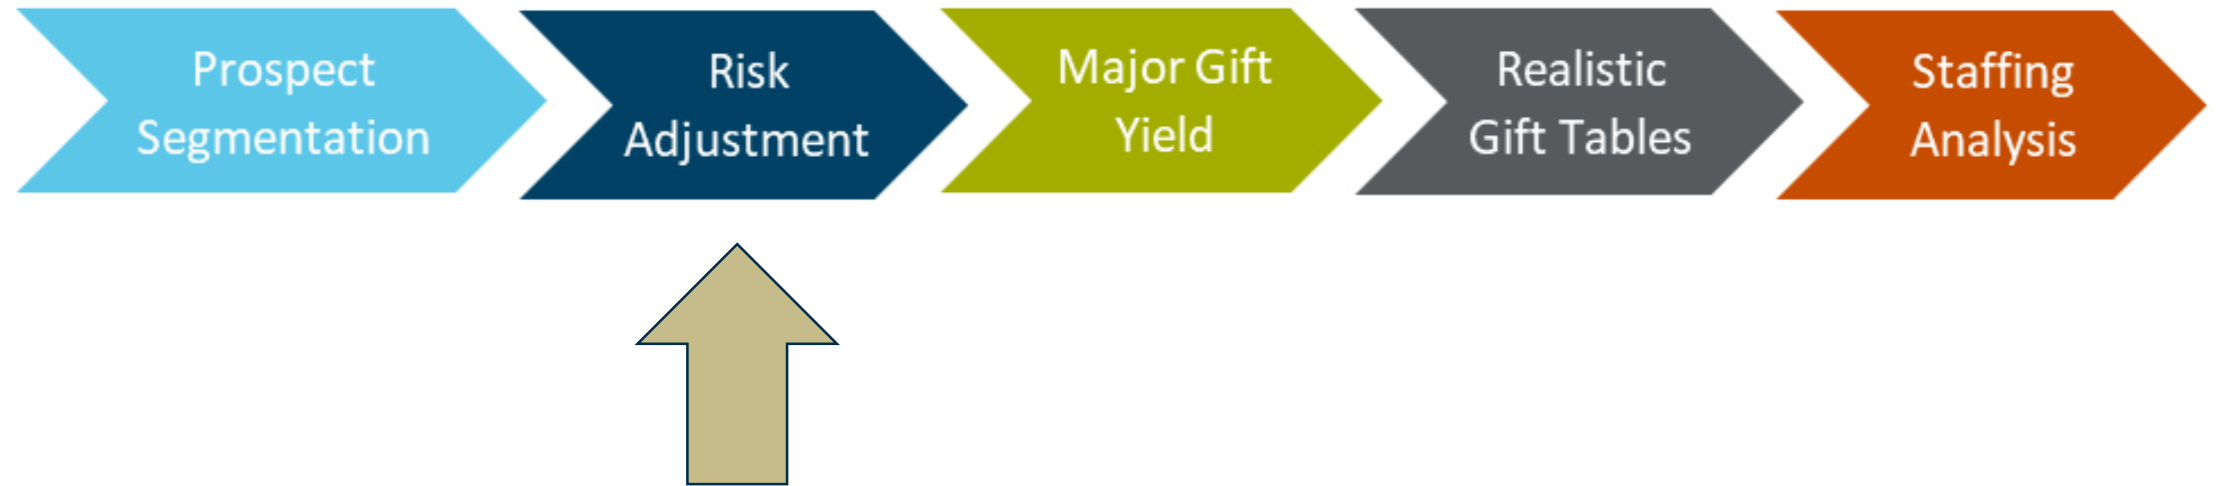 Prospect
Segmentation
Risk
Adjustment
Major Gift
Yield
Realistic
Gift Tables
Staffing
Analysis